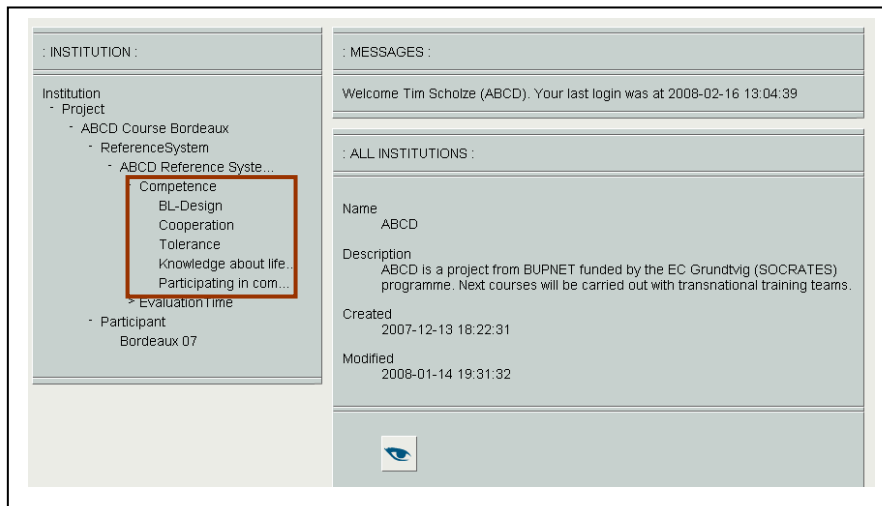 : INSTITUTION :
Institution
- Project
- ABCD Course Bordeaux
- ReferenceSystem
- ABCD Reference Syste...
- Competence
BL-Design
Cooperation
Tolerance
Knowledge about life...
Participating in com...
> EvaluationTime
- Participant
Bordeaux 07
: MESSAGES :
Welcome Tim Scholze (ABCD). Your last login was at 2008-02-16 13:04:39
: ALL INSTITUTIONS :
Name
ABCD
Description
ABCD is a project from BUPNET funded by the EC Grundtvig (SOCRATES)
programme. Next courses will be carried out with transnational training teams.
Created
2007-12-13 18:22:31
Modified
2008-01-14 19:31:32